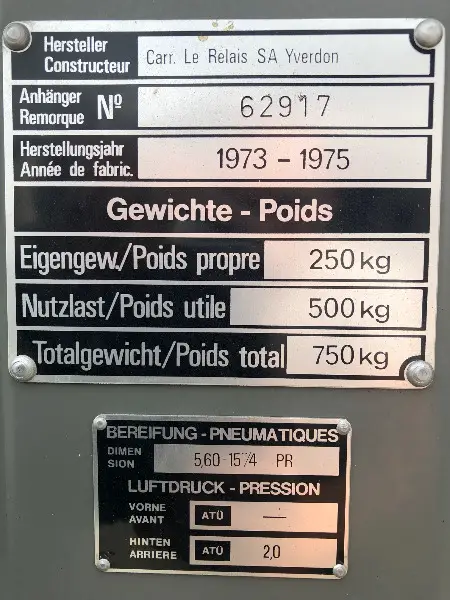 Hersteller
Constructeur Carr. Le Relais SA Yverdon
Anhänger
Remorque Nº 62917
Herstellungsjahr
Année de fabric. 1973 - 1975
Gewichte - Poids
Eigengew./Poids propre 250 kg
Nutzlast/Poids utile 500 kg
Totalgewicht/Poids total 750 kg
BEREIFUNG - PNEUMATIQUES
DIMEN
SION 5,60-15"/4 PR
LUFTDRUCK - PRESSION
VORNE
AVANT ATÜ —
HINTEN
ARRIERE ATÜ 2,0